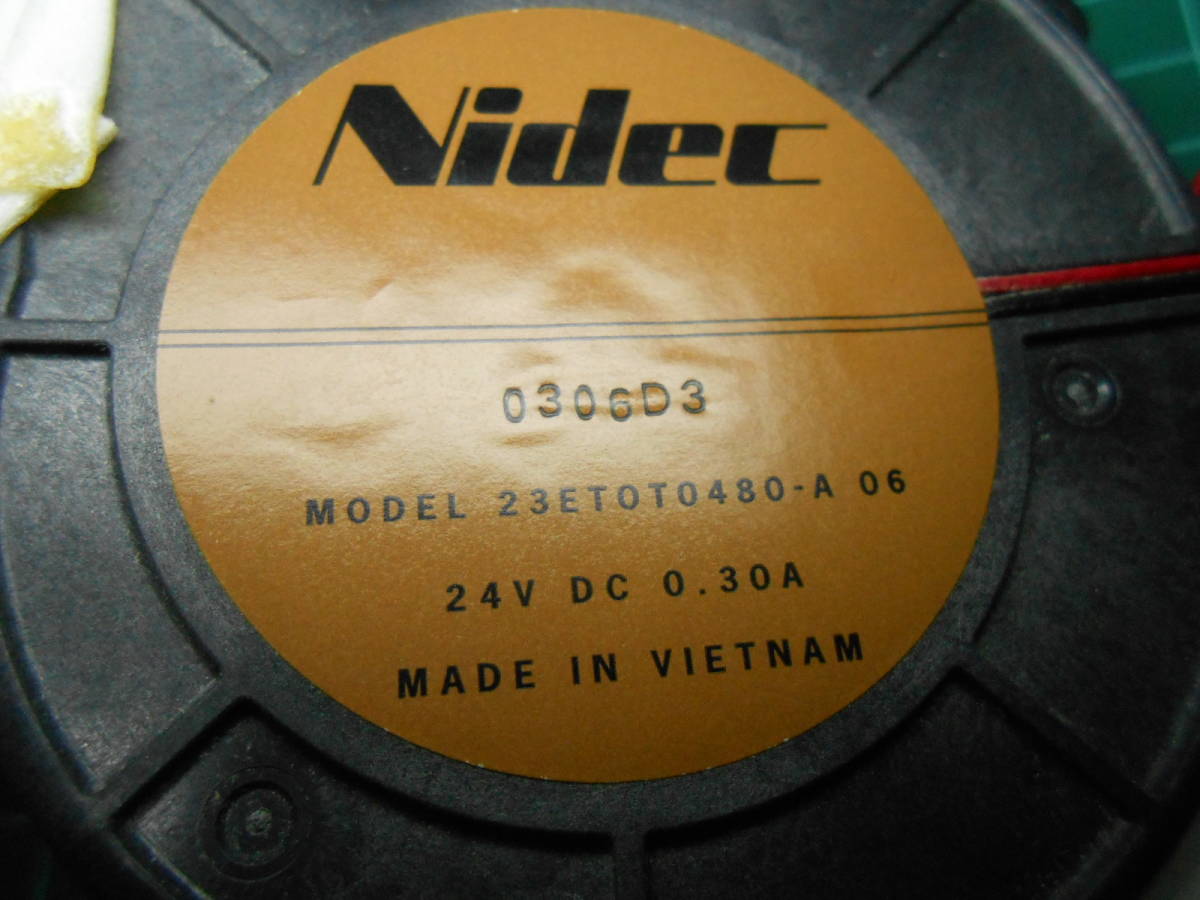 Nidec
0306D3
MODEL 23ET0T0480-A 06
24V DC 0.30A
MADE IN VIETNAM